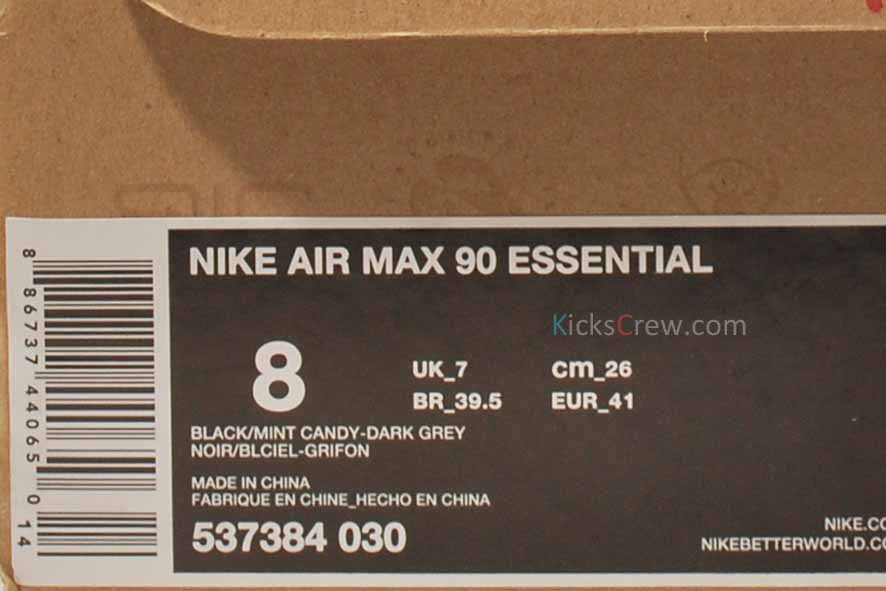 NIKE AIR MAX 90 ESSENTIAL
KicksCrew.com
8
UK_7
cm_26
BR_39.5
EUR_41
BLACK/MINT CANDY-DARK GREY
NOIR/BLCIEL-GRIFON
MADE IN CHINA
FABRIQUE EN CHINE_HECHO EN CHINA
537384 030
NIKE.CO
NIKEBETTERWORLD.CO
8 86737 44065 0 14